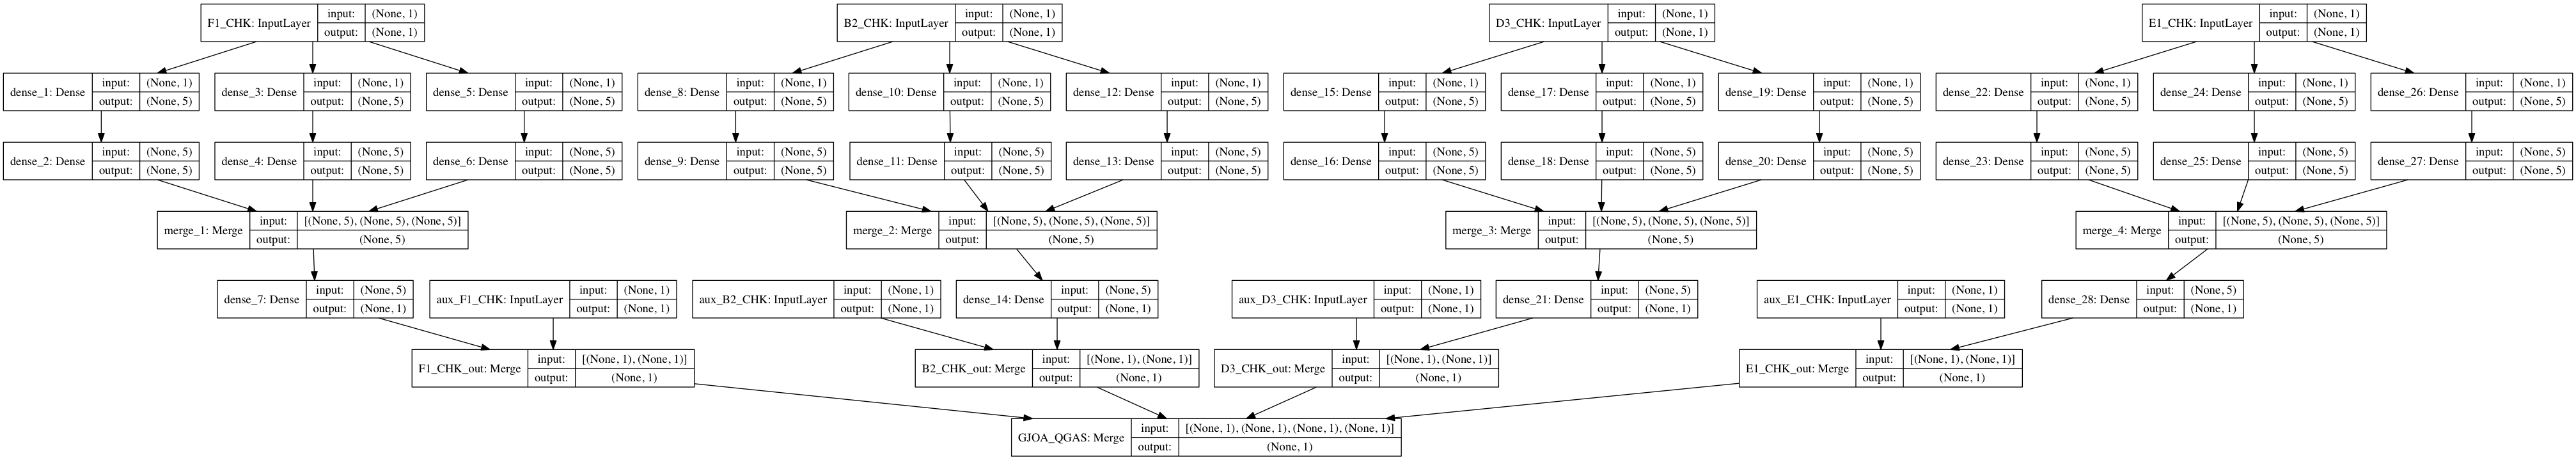 F1_CHK: InputLayer input: (None, 1) output: (None, 1)
B2_CHK: InputLayer input: (None, 1) output: (None, 1)
D3_CHK: InputLayer input: (None, 1) output: (None, 1)
E1_CHK: InputLayer input: (None, 1) output: (None, 1)
dense_1: Dense input: (None, 1) output: (None, 5)
dense_3: Dense input: (None, 1) output: (None, 5)
dense_5: Dense input: (None, 1) output: (None, 5)
dense_8: Dense input: (None, 1) output: (None, 5)
dense_10: Dense input: (None, 1) output: (None, 5)
dense_12: Dense input: (None, 1) output: (None, 5)
dense_15: Dense input: (None, 1) output: (None, 5)
dense_17: Dense input: (None, 1) output: (None, 5)
dense_19: Dense input: (None, 1) output: (None, 5)
dense_22: Dense input: (None, 1) output: (None, 5)
dense_24: Dense input: (None, 1) output: (None, 5)
dense_26: Dense input: (None, 1) output: (None, 5)
dense_2: Dense input: (None, 5) output: (None, 5)
dense_4: Dense input: (None, 5) output: (None, 5)
dense_6: Dense input: (None, 5) output: (None, 5)
dense_9: Dense input: (None, 5) output: (None, 5)
dense_11: Dense input: (None, 5) output: (None, 5)
dense_13: Dense input: (None, 5) output: (None, 5)
dense_16: Dense input: (None, 5) output: (None, 5)
dense_18: Dense input: (None, 5) output: (None, 5)
dense_20: Dense input: (None, 5) output: (None, 5)
dense_23: Dense input: (None, 5) output: (None, 5)
dense_25: Dense input: (None, 5) output: (None, 5)
dense_27: Dense input: (None, 5) output: (None, 5)
merge_1: Merge input: [(None, 5), (None, 5), (None, 5)] output: (None, 5)
merge_2: Merge input: [(None, 5), (None, 5), (None, 5)] output: (None, 5)
merge_3: Merge input: [(None, 5), (None, 5), (None, 5)] output: (None, 5)
merge_4: Merge input: [(None, 5), (None, 5), (None, 5)] output: (None, 5)
dense_7: Dense input: (None, 5) output: (None, 1)
aux_F1_CHK: InputLayer input: (None, 1) output: (None, 1)
aux_B2_CHK: InputLayer input: (None, 1) output: (None, 1)
dense_14: Dense input: (None, 5) output: (None, 1)
aux_D3_CHK: InputLayer input: (None, 1) output: (None, 1)
dense_21: Dense input: (None, 5) output: (None, 1)
aux_E1_CHK: InputLayer input: (None, 1) output: (None, 1)
dense_28: Dense input: (None, 5) output: (None, 1)
F1_CHK_out: Merge input: [(None, 1), (None, 1)] output: (None, 1)
B2_CHK_out: Merge input: [(None, 1), (None, 1)] output: (None, 1)
D3_CHK_out: Merge input: [(None, 1), (None, 1)] output: (None, 1)
E1_CHK_out: Merge input: [(None, 1), (None, 1)] output: (None, 1)
GJOA_QGAS: Merge input: [(None, 1), (None, 1), (None, 1), (None, 1)] output: (None, 1)